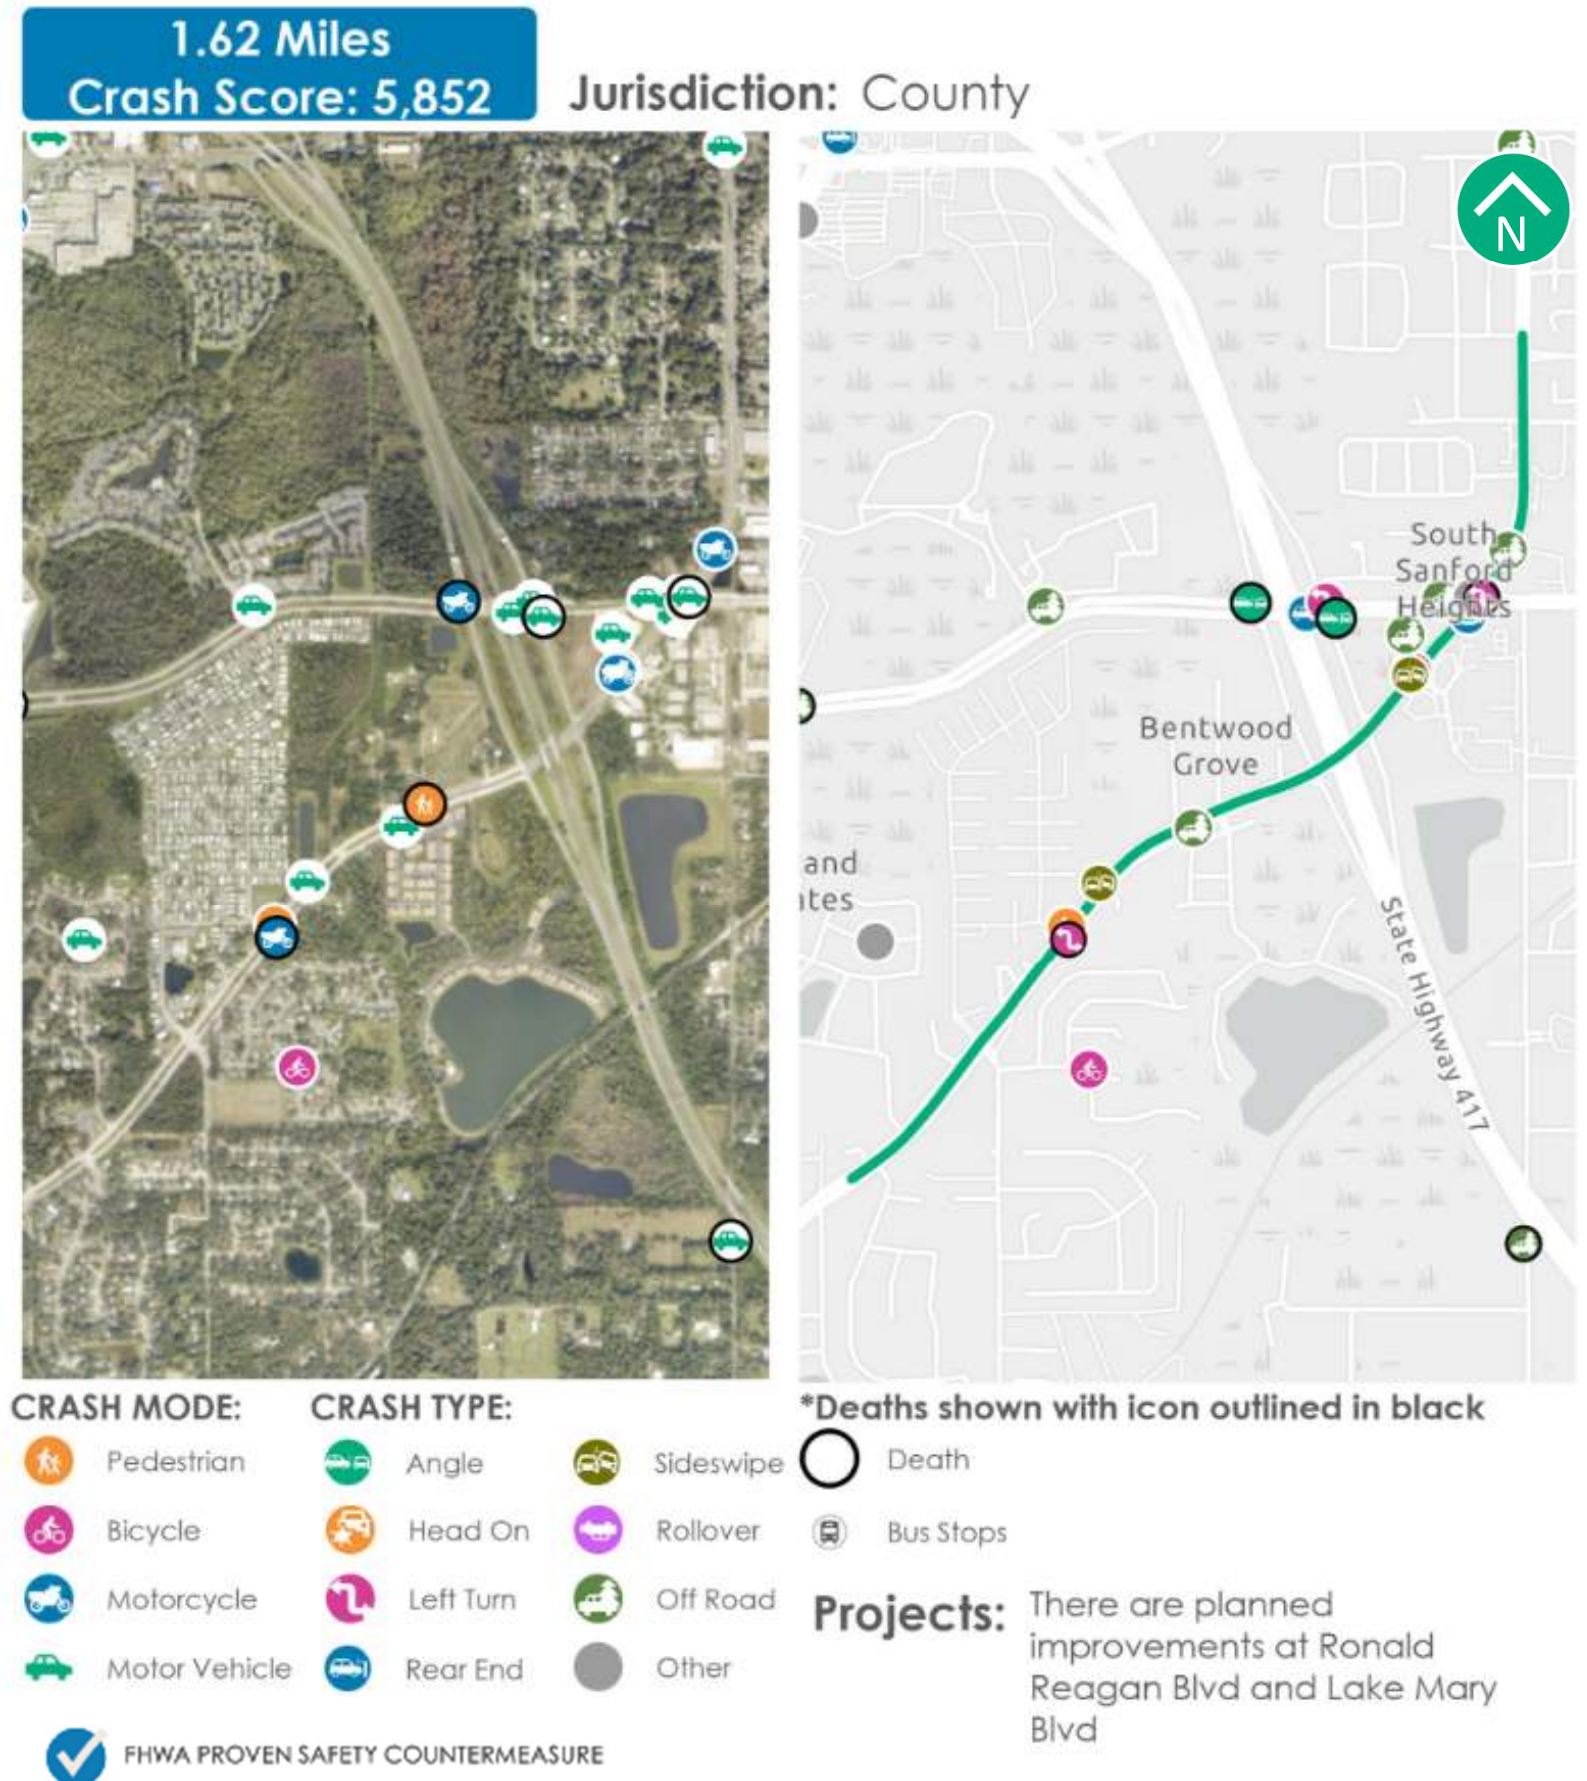 1.62 Miles
Crash Score: 5,852
Jurisdiction: County
N
South
Sanford
Heights
Bentwood
Grove
and
ates
State Highway 417
CRASH MODE:
Pedestrian
Bicycle
Motorcycle
Motor Vehicle
CRASH TYPE:
Angle
Head On
Left Turn
Rear End
Sideswipe
Rollover
Off Road
Other
*Deaths shown with icon outlined in black
Death
Bus Stops
Projects: There are planned
improvements at Ronald
Reagan Blvd and Lake Mary
Blvd
FHWA PROVEN SAFETY COUNTERMEASURE